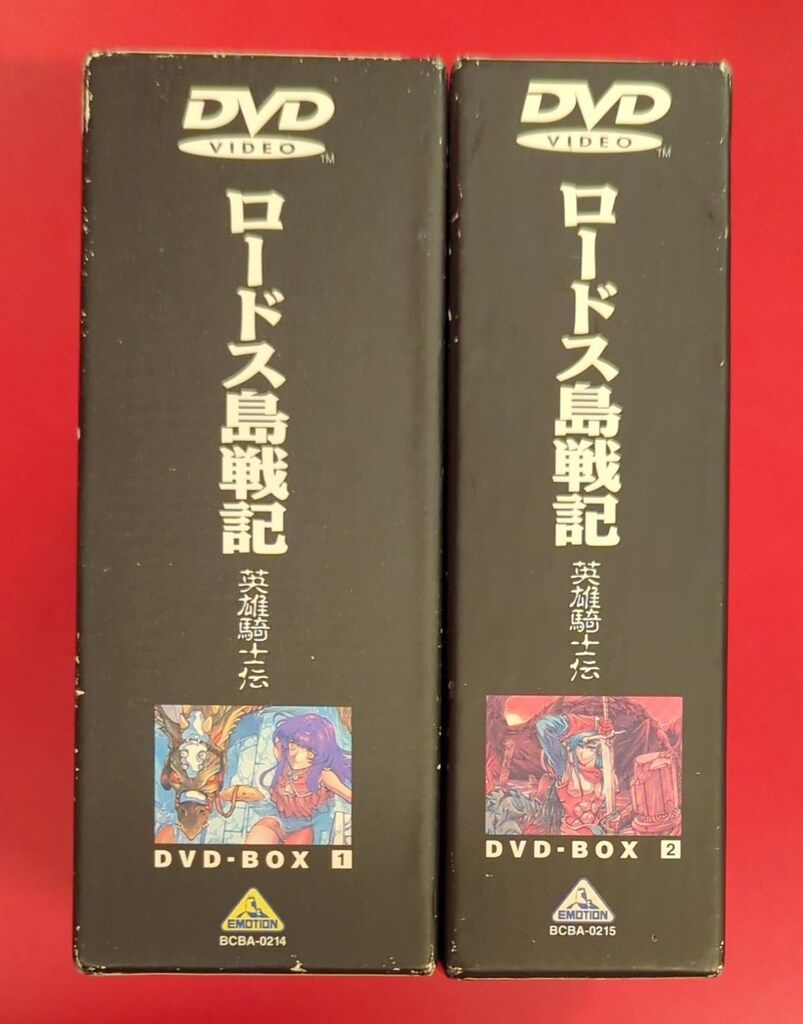 DVD
VIDEO
TM
ロードス島戦記
英雄騎士伝
DVD-BOX 1
EMOTION
BCBA-0214
DVD
VIDEO
TM
ロードス島戦記
英雄騎士伝
DVD-BOX 2
EMOTION
BCBA-0215